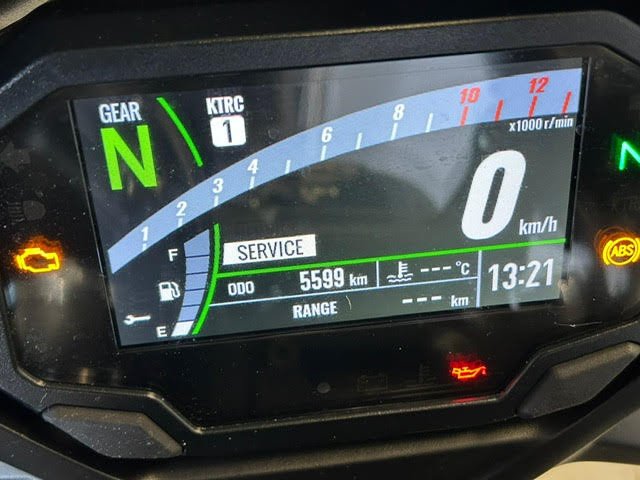 GEAR
N
KTRC
1
1 2 3 4 6 8 10 12
x1000 r/min
N
0 km/h
F
SERVICE
ABS
ODO 5599 km
---°C
13:21
E
RANGE --- km